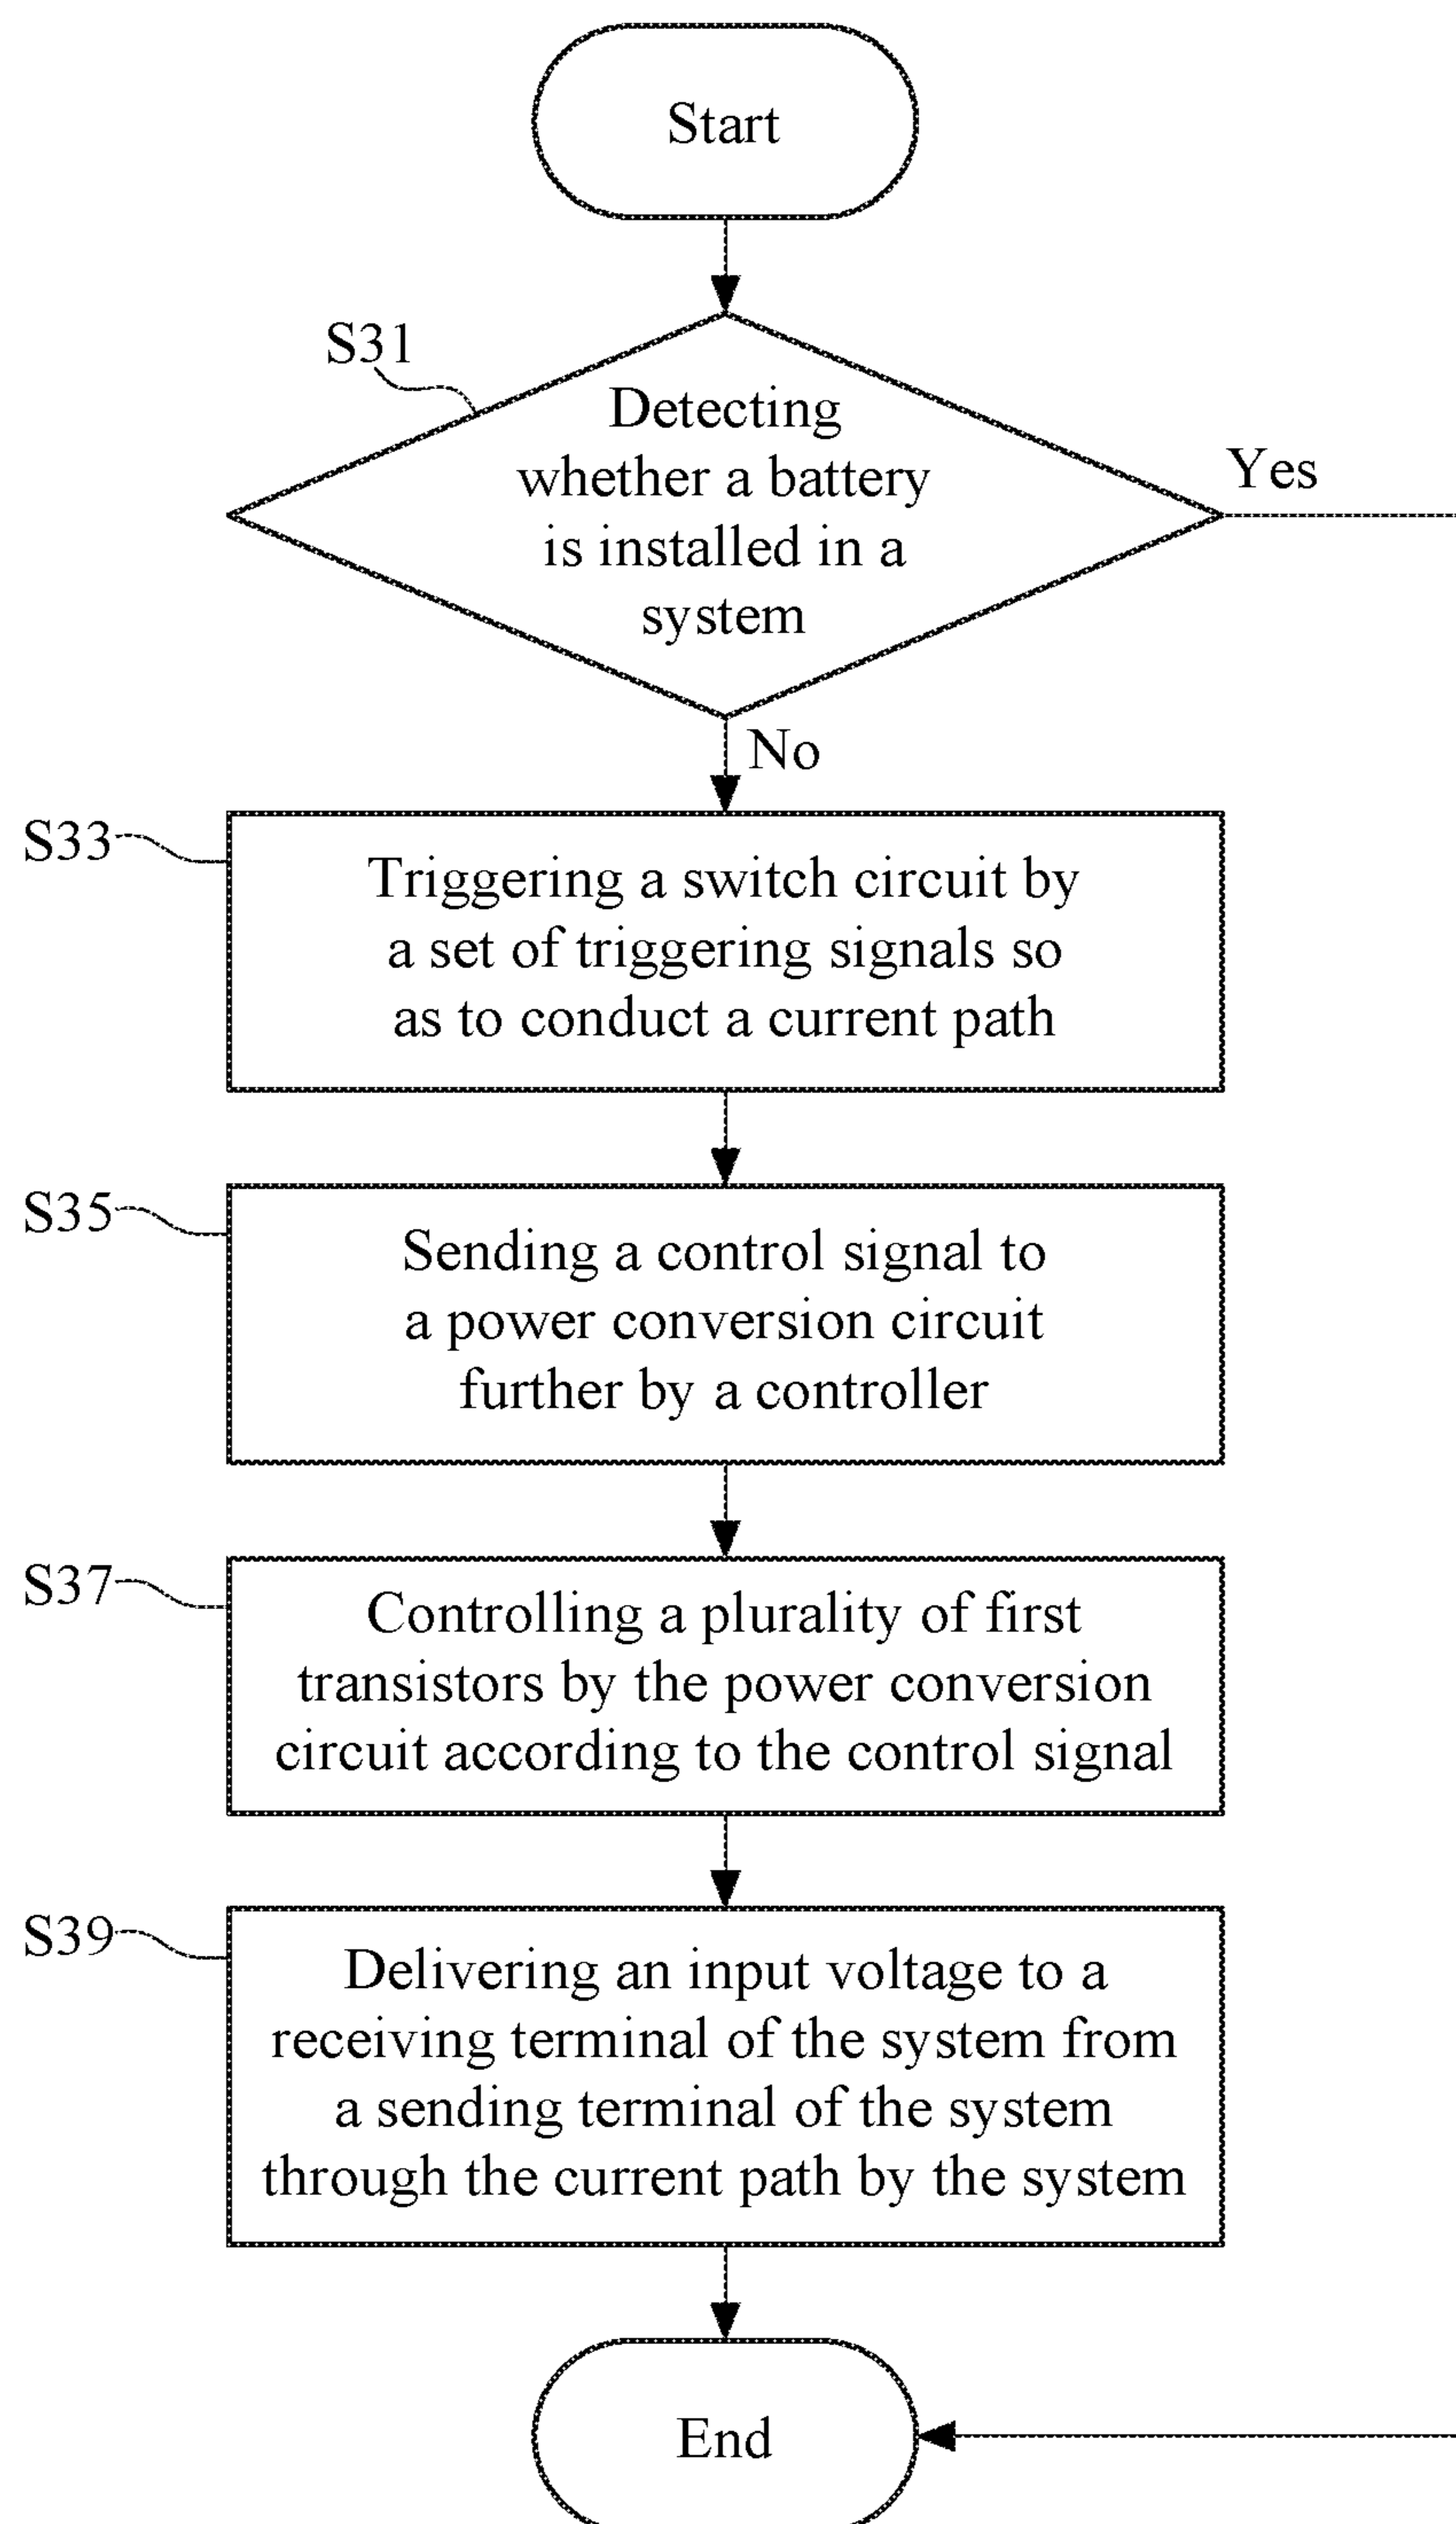 Start
S31
Detecting
whether a battery
is installed in a
system
Yes
No
S33
Triggering a switch circuit by
a set of triggering signals so
as to conduct a current path
S35
Sending a control signal to
a power conversion circuit
further by a controller
S37
Controlling a plurality of first
transistors by the power conversion
circuit according to the control signal
S39
Delivering an input voltage to a
receiving terminal of the system from
a sending terminal of the system
through the current path by the system
End